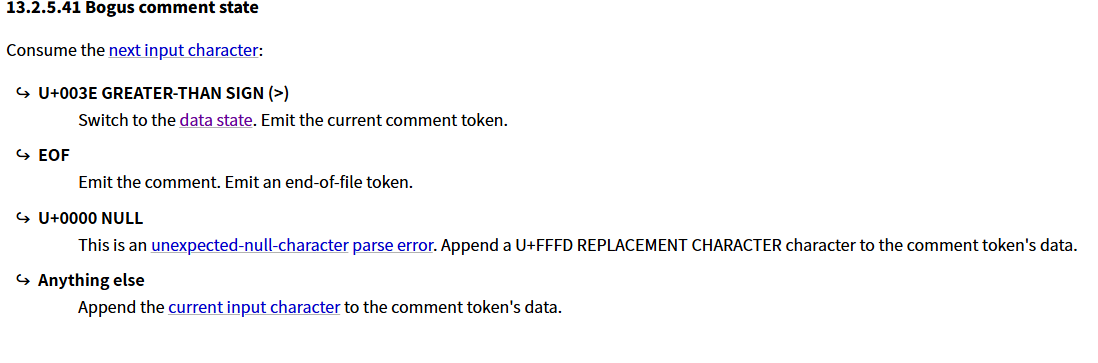 13.2.5.41 Bogus comment state
Consume the next input character:
↪ U+003E GREATER-THAN SIGN (>)
Switch to the data state. Emit the current comment token.
↪ EOF
Emit the comment. Emit an end-of-file token.
↪ U+0000 NULL
This is an unexpected-null-character parse error. Append a U+FFFD REPLACEMENT CHARACTER character to the comment token's data.
↪ Anything else
Append the current input character to the comment token's data.